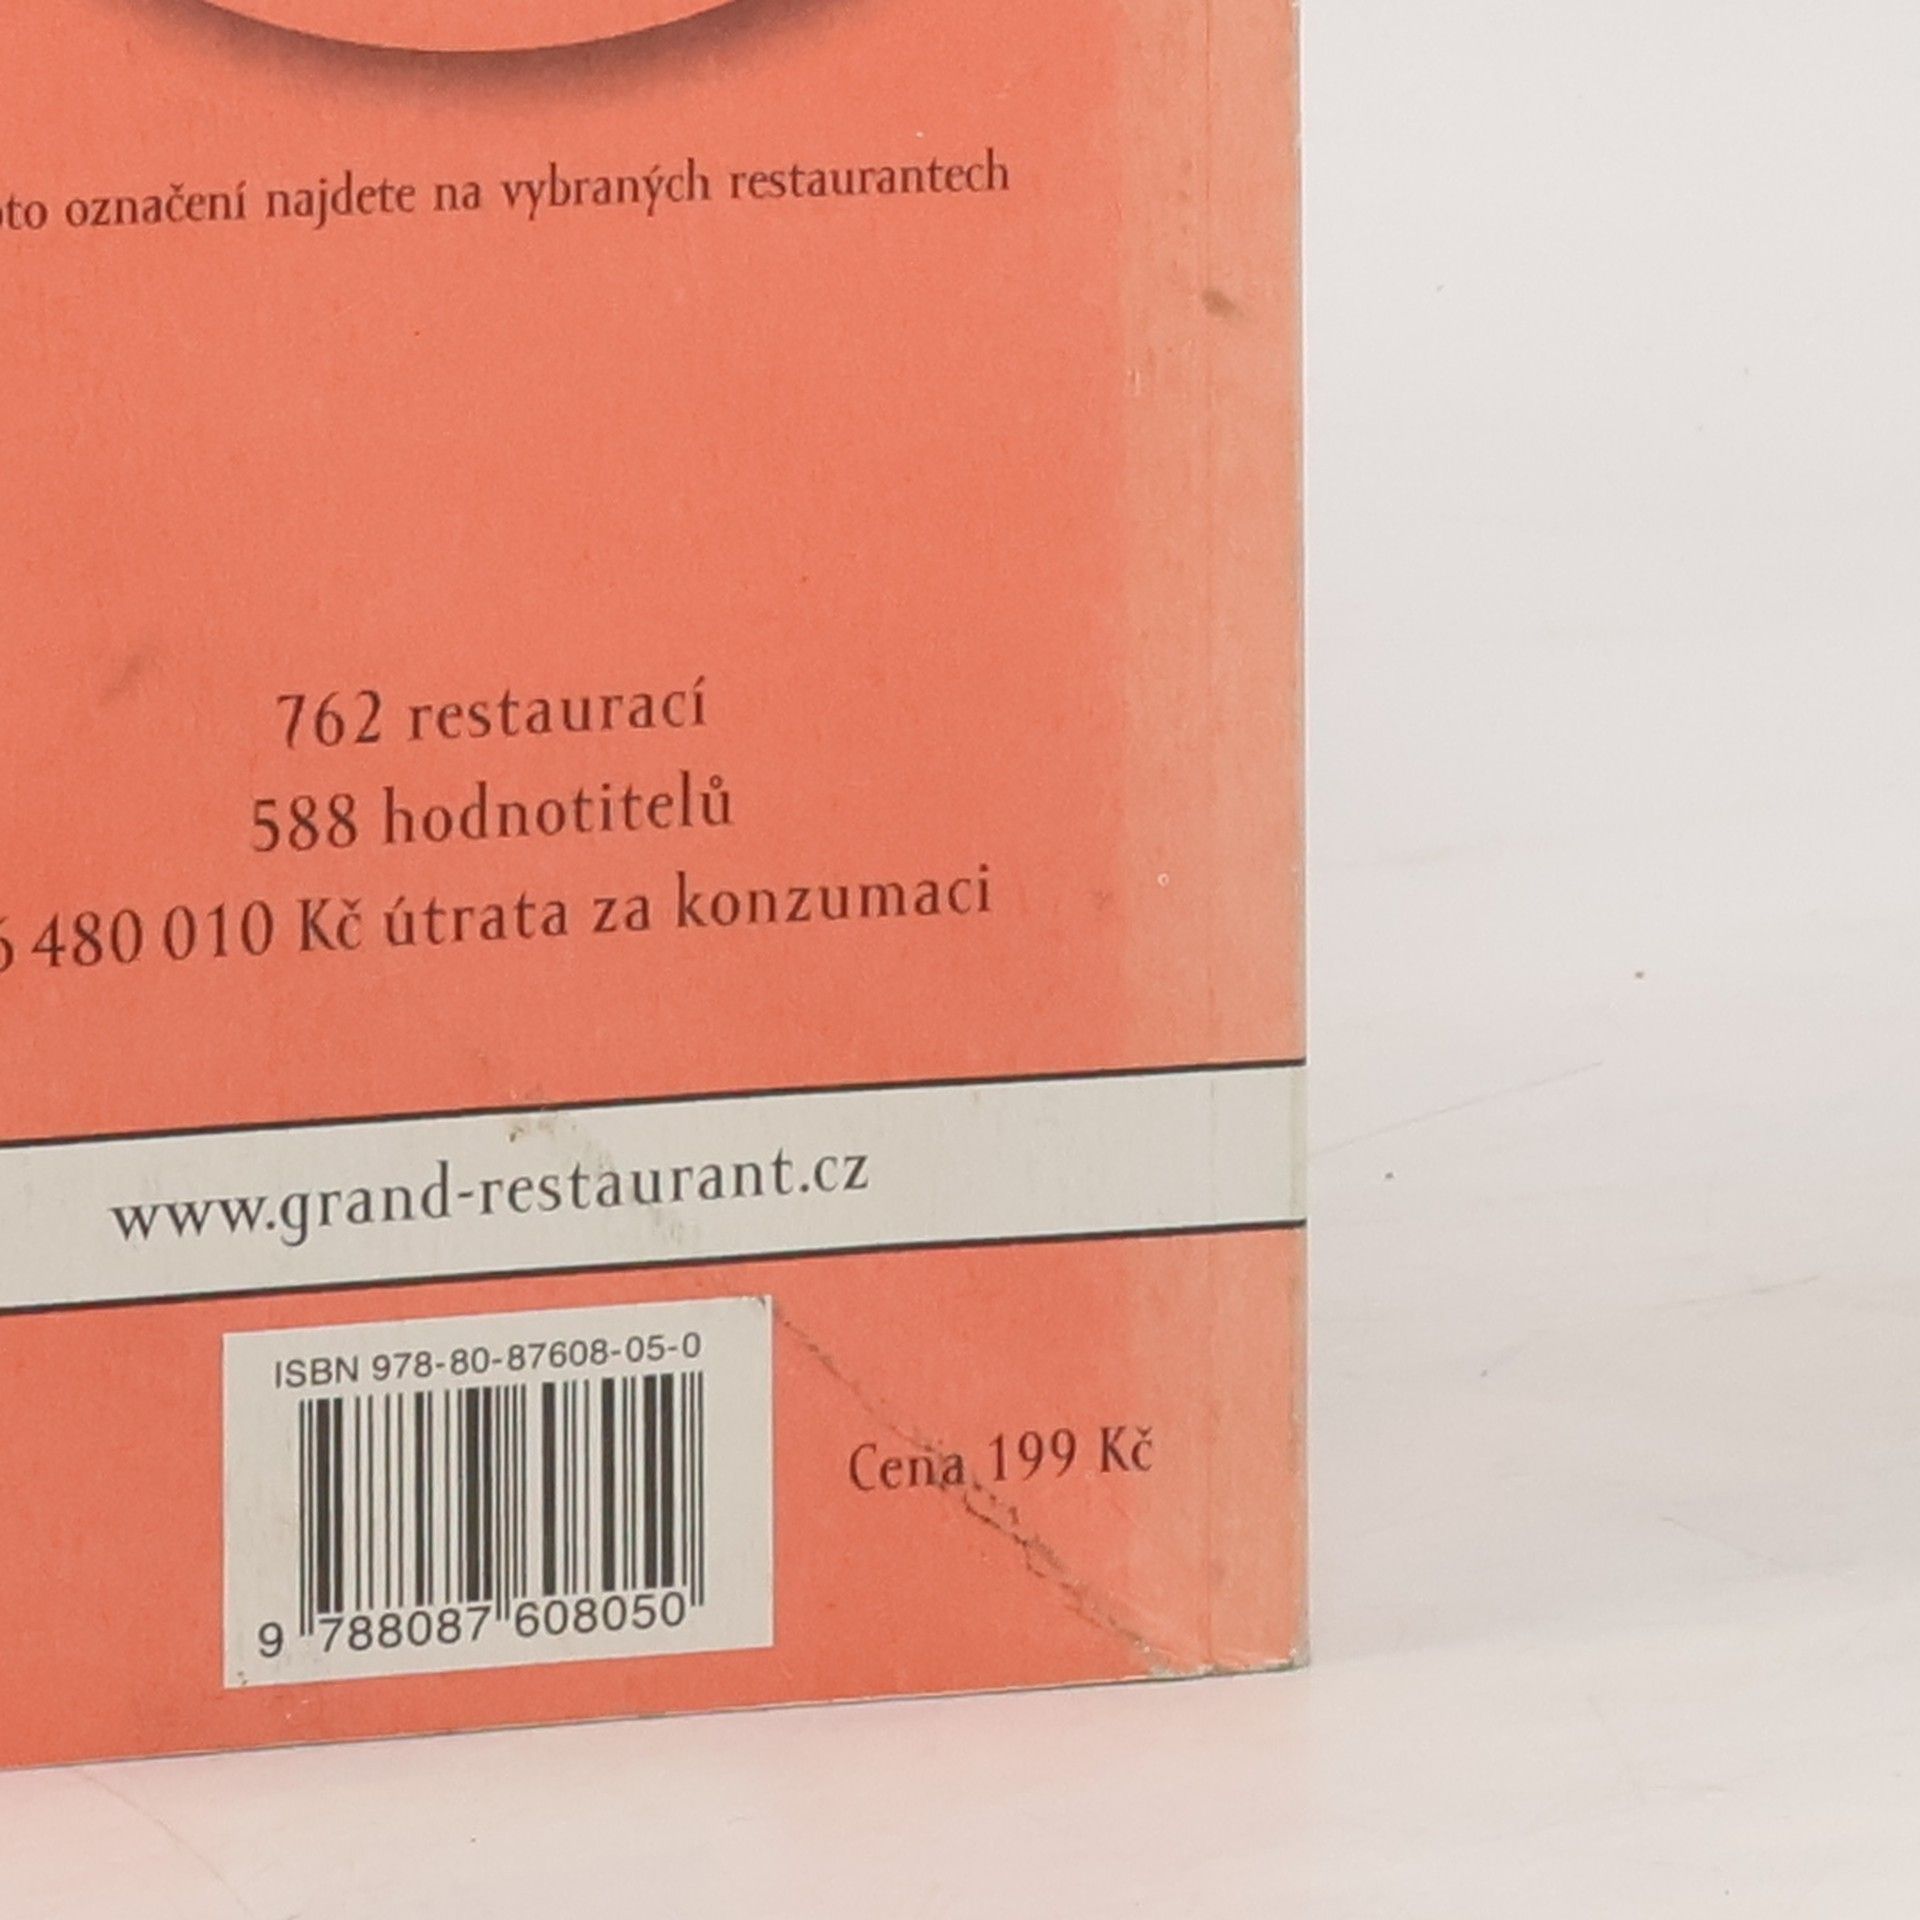 označení najdete na vybraných restaurantech
762 restaurací
588 hodnotitelů
480 010 Kč útrata za konzumaci
www.grand-restaurant.cz
ISBN 978-80-87608-05-0
9 788087 608050
Cena 199 Kč